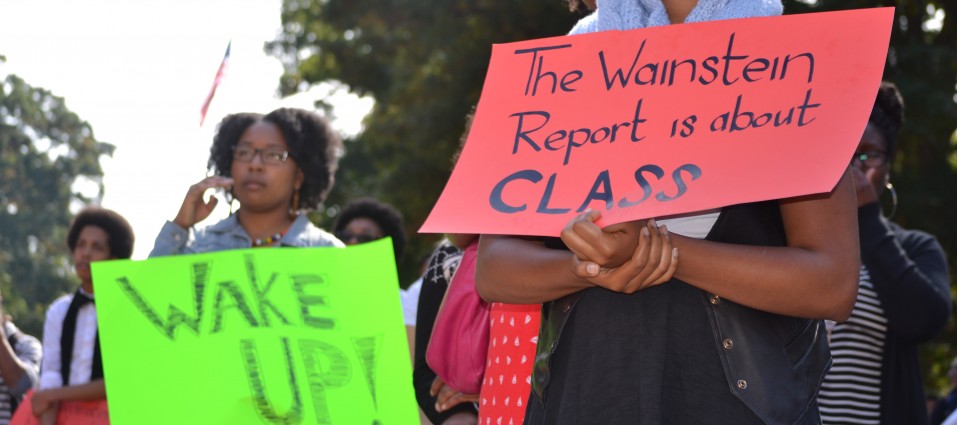 WAKE
UP!
The Wainstein
Report is about
CLASS